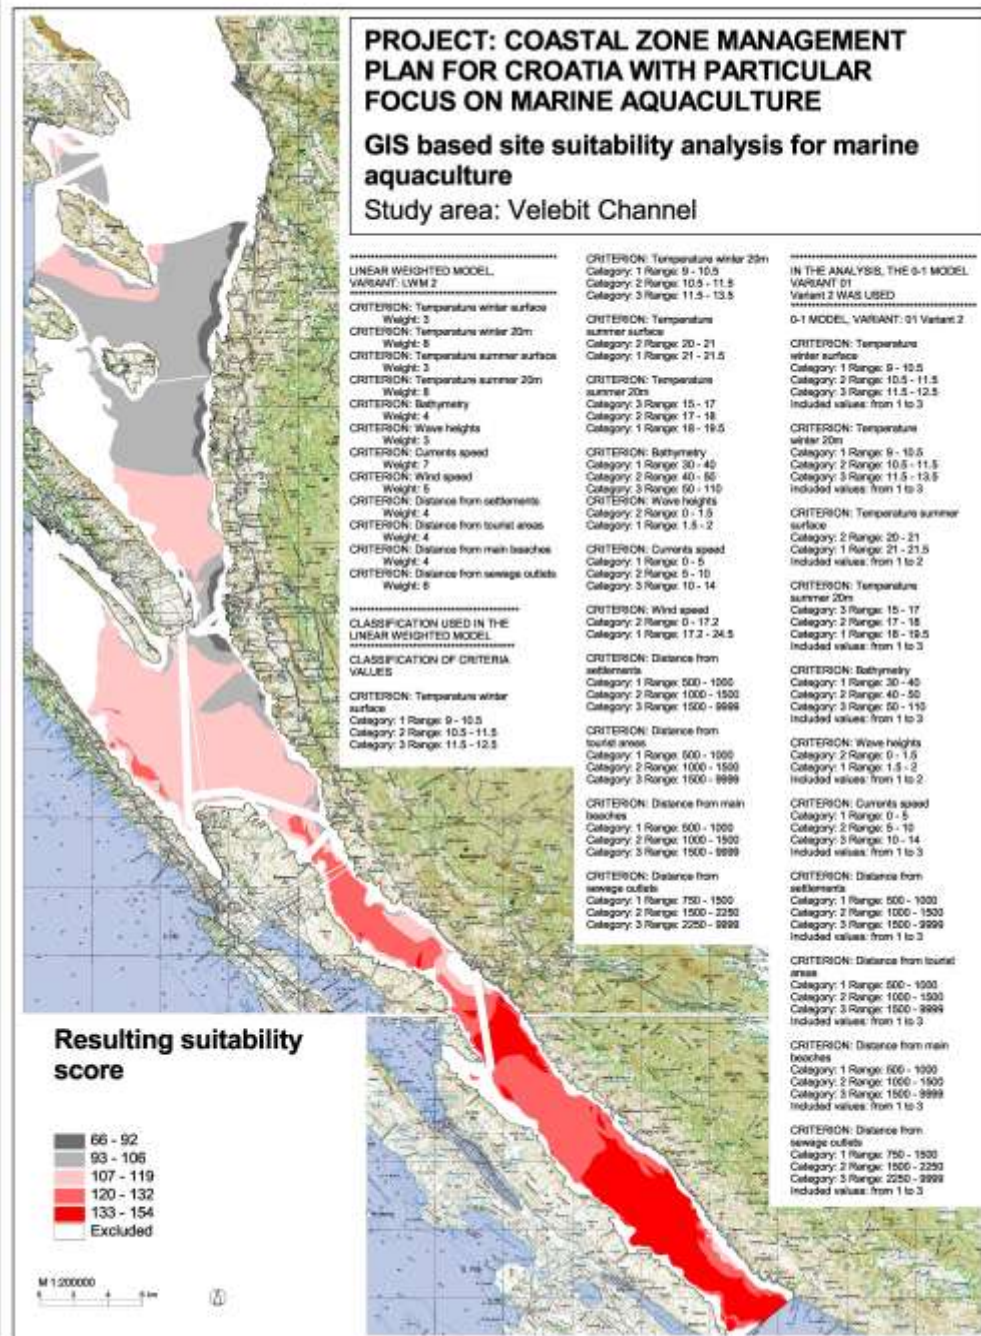 PROJECT: COASTAL ZONE MANAGEMENT
PLAN FOR CROATIA WITH PARTICULAR
FOCUS ON MARINE AQUACULTURE
GIS based site suitability analysis for marine
aquaculture
Study area: Velebit Channel
LINEAR WEIGHTED MODEL,
VARIANT: LWM 2
CRITERION: Temperature winter surface
Weight: 3
CRITERION: Temperature winter 20m
Weight: 8
CRITERION: Temperature summer surface
Weight: 3
CRITERION: Temperature summer 20m
Weight: 8
CRITERION: Bathymetry
Weight: 4
CRITERION: Wave heights
Weight: 3
CRITERION: Currents speed
Weight: 7
CRITERION: Wind speed
Weight: 5
CRITERION: Distance from settlements
Weight: 4
CRITERION: Distance from tourist areas
Weight: 4
CRITERION: Distance from main beaches
Weight: 4
CRITERION: Distance from sewage outlets
Weight: 6
CLASSIFICATION USED IN THE
LINEAR WEIGHTED MODEL
CLASSIFICATION OF CRITERIA
VALUES
CRITERION: Temperature winter
surface
Category: 1 Range: 9 - 10.5
Category: 2 Range: 10.5 - 11.5
Category: 3 Range: 11.5 - 12.5
CRITERION: Temperature winter 20m
Category: 1 Range: 9 - 10.5
Category: 2 Range: 10.5 - 11.5
Category: 3 Range: 11.5 - 13.5
CRITERION: Temperature
summer surface
Category: 2 Range: 20 - 21
Category: 1 Range: 21 - 21.5
CRITERION: Temperature
summer 20m
Category: 3 Range: 15 - 17
Category: 2 Range: 17 - 18
Category: 1 Range: 18 - 19.5
CRITERION: Bathymetry
Category: 1 Range: 30 - 40
Category: 2 Range: 40 - 50
Category: 3 Range: 50 - 110
CRITERION: Wave heights
Category: 2 Range: 0 - 1.5
Category: 1 Range: 1.5 - 2
CRITERION: Currents speed
Category: 1 Range: 0 - 5
Category: 2 Range: 5 - 10
Category: 3 Range: 10 - 14
CRITERION: Wind speed
Category: 2 Range: 0 - 17.2
Category: 1 Range: 17.2 - 24.5
CRITERION: Distance from
settlements
Category: 1 Range: 500 - 1000
Category: 2 Range: 1000 - 1500
Category: 3 Range: 1500 - 9999
CRITERION: Distance from
tourist areas
Category: 1 Range: 500 - 1000
Category: 2 Range: 1000 - 1500
Category: 3 Range: 1500 - 9999
CRITERION: Distance from main
beaches
Category: 1 Range: 500 - 1000
Category: 2 Range: 1000 - 1500
Category: 3 Range: 1500 - 9999
CRITERION: Distance from
sewage outlets
Category: 1 Range: 750 - 1500
Category: 2 Range: 1500 - 2250
Category: 3 Range: 2250 - 9999
IN THE ANALYSIS, THE 0-1 MODEL
VARIANT 01
Variant 2 WAS USED
0-1 MODEL, VARIANT: 01 Variant 2
CRITERION: Temperature
winter surface
Category: 1 Range: 9 - 10.5
Category: 2 Range: 10.5 - 11.5
Category: 3 Range: 11.5 - 12.5
Included values: from 1 to 3
CRITERION: Temperature
winter 20m
Category: 1 Range: 9 - 10.5
Category: 2 Range: 10.5 - 11.5
Category: 3 Range: 11.5 - 13.5
Included values: from 1 to 3
CRITERION: Temperature summer
surface
Category: 2 Range: 20 - 21
Category: 1 Range: 21 - 21.5
Included values: from 1 to 2
CRITERION: Temperature
summer 20m
Category: 3 Range: 15 - 17
Category: 2 Range: 17 - 18
Category: 1 Range: 18 - 19.5
Included values: from 1 to 3
CRITERION: Bathymetry
Category: 1 Range: 30 - 40
Category: 2 Range: 40 - 50
Category: 3 Range: 50 - 110
Included values: from 1 to 3
CRITERION: Wave heights
Category: 2 Range: 0 - 1.5
Category: 1 Range: 1.5 - 2
Included values: from 1 to 2
CRITERION: Currents speed
Category: 1 Range: 0 - 5
Category: 2 Range: 5 - 10
Category: 3 Range: 10 - 14
Included values: from 1 to 3
CRITERION: Distance from
settlements
Category: 1 Range: 500 - 1000
Category: 2 Range: 1000 - 1500
Category: 3 Range: 1500 - 9999
Included values: from 1 to 3
CRITERION: Distance from tourist
areas
Category: 1 Range: 500 - 1000
Category: 2 Range: 1000 - 1500
Category: 3 Range: 1500 - 9999
Included values: from 1 to 3
CRITERION: Distance from main
beaches
Category: 1 Range: 500 - 1000
Category: 2 Range: 1000 - 1500
Category: 3 Range: 1500 - 9999
Included values: from 1 to 3
CRITERION: Distance from
sewage outlets
Category: 1 Range: 750 - 1500
Category: 2 Range: 1500 - 2250
Category: 3 Range: 2250 - 9999
Included values: from 1 to 3
Resulting suitability
score
66 - 92
93 - 106
107 - 119
120 - 132
133 - 154
Excluded
M 1:200000